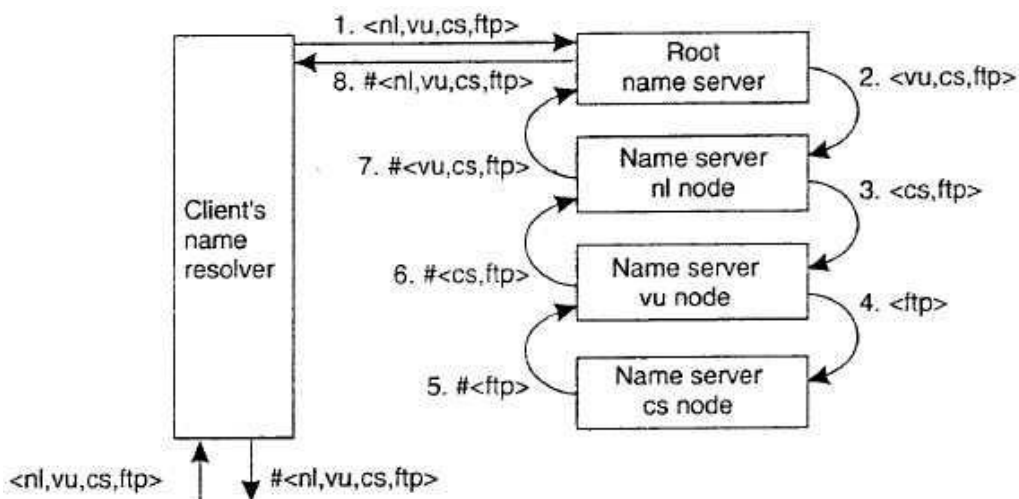 1. <nl,vu,cs,ftp>
Root
name server
2. <vu,cs,ftp>
8. #<nl,vu,cs,ftp>
7. #<vu,cs,ftp>
Name server
nl node
3. <cs,ftp>
Client's
name
resolver
6. #<cs,ftp>
Name server
vu node
4. <ftp>
5. #<ftp>
Name server
cs node
<nl,vu,cs,ftp>
#<nl,vu,cs,ftp>